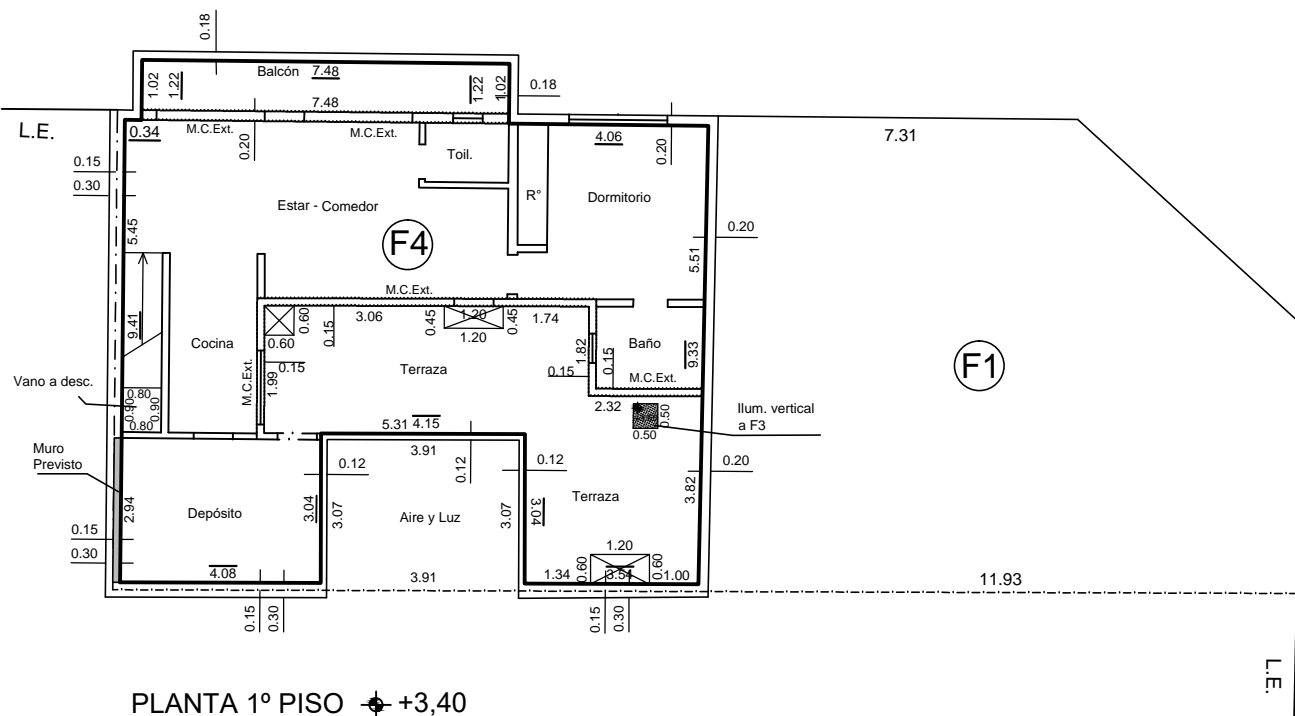 0.18
Balcón 7.48
1.02
1.22
1.22
1.02
0.18
7.48
L.E.
0.34
M.C.Ext.
0.20
M.C.Ext.
Toil.
4.06
0.20
7.31
0.15
0.30
R°
Dormitorio
Estar - Comedor
F4
5.45
0.20
5.51
M.C.Ext.
9.41
Cocina
0.60
0.60
0.15
3.06
0.45
1.20
1.20
0.45
1.74
1.82
0.15
Baño
9.33
M.C.Ext.
F1
0.15
M.C.Ext.
1.99
Terraza
0.15
Vano a desc.
0.80
0.90
0.90
0.80
2.32
0.50
0.50
Ilum. vertical
a F3
5.31 4.15
3.91
Muro
Previsto
0.12
0.12
0.12
0.20
2.94
Depósito
3.04
3.07
Aire y Luz
3.07
3.04
Terraza
3.82
0.15
0.30
4.08
3.91
1.34
0.60
1.20
3.54
0.60
1.00
11.93
0.15
0.30
0.15
0.30
L.E.
PLANTA 1º PISO +3,40